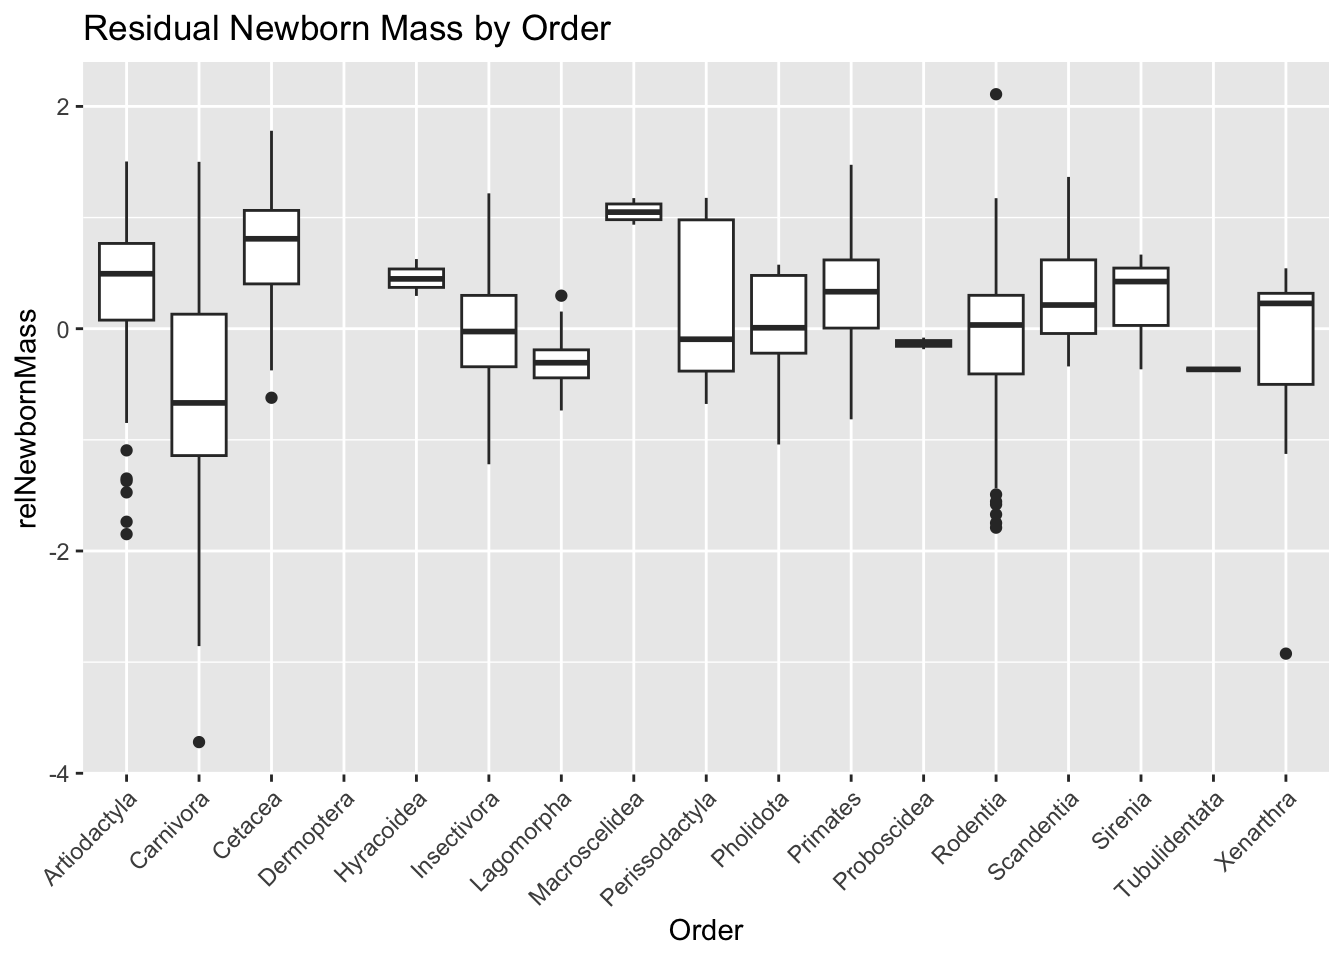 Residual Newborn Mass by Order
relNewbornMass
2
0
-2
-4
Artiodactyla
Carnivora
Cetacea
Dermoptera
Hyracoidea
Insectivora
Lagomorpha
Macroscelidea
Perissodactyla
Pholidota
Primates
Proboscidea
Rodentia
Scandentia
Sirenia
Tubulidentata
Xenarthra
Order